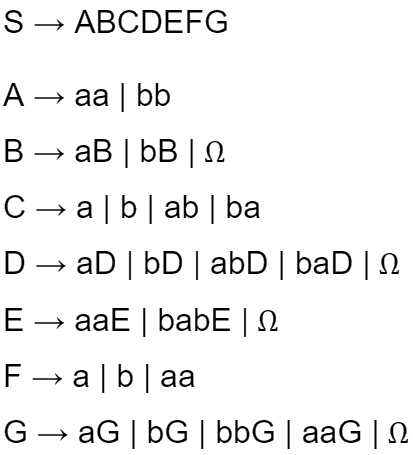 S → ABCDEFG
A → aa | bb
B → aB | bB | Ω
C → a | b | ab | ba
D → aD | bD | abD | baD | Ω
E → aaE | babE | Ω
F → a | b | aa
G → aG | bG | bbG | aaG | Ω